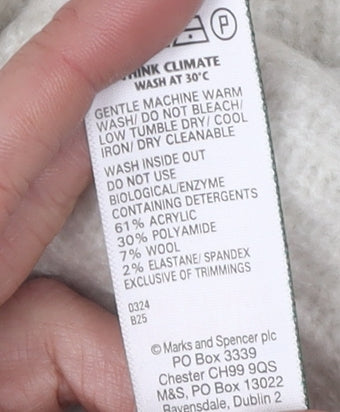 P
THINK CLIMATE
WASH AT 30°C
GENTLE MACHINE WARM
WASH/ DO NOT BLEACH/
LOW TUMBLE DRY/ COOL
IRON/ DRY CLEANABLE
WASH INSIDE OUT
DO NOT USE
BIOLOGICAL/ENZYME
CONTAINING DETERGENTS
61% ACRYLIC
30% POLYAMIDE
7% WOOL
2% ELASTANE/ SPANDEX
EXCLUSIVE OF TRIMMINGS
0324
B25
© Marks and Spencer plc
PO Box 3339
Chester CH99 9QS
M&S, PO Box 13022
Ravensdale, Dublin 2